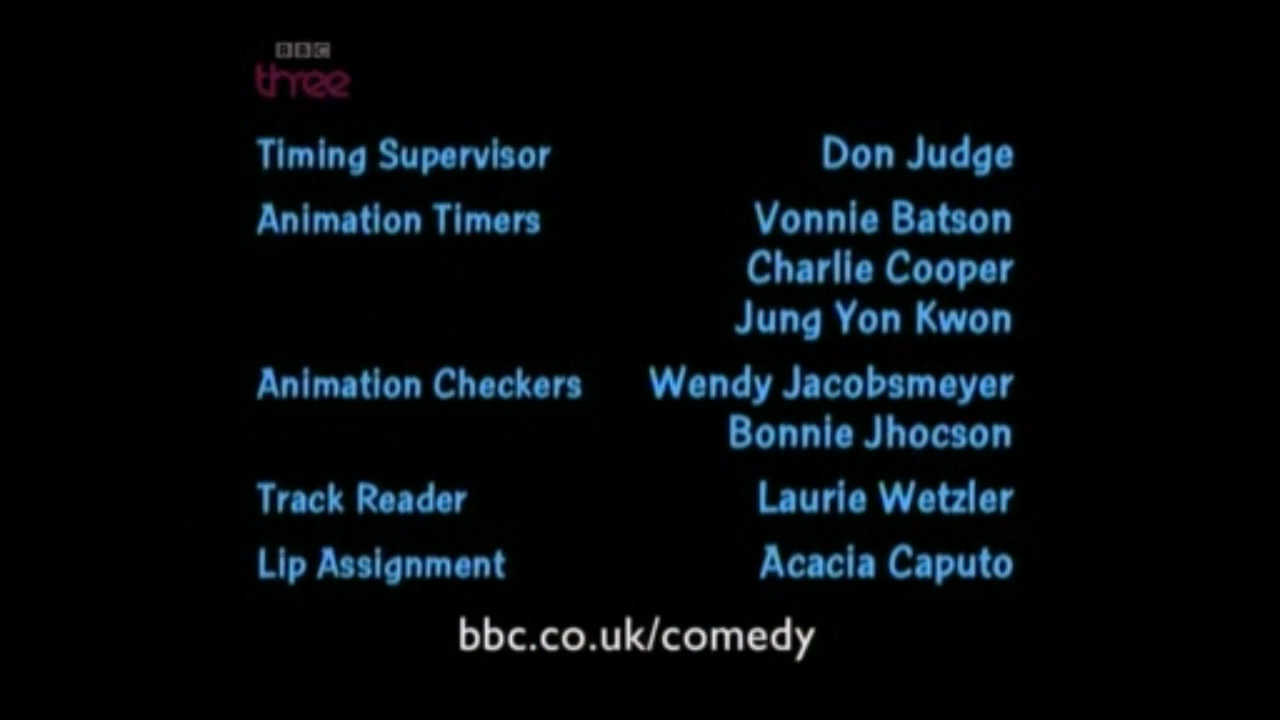 BBC
three
Timing Supervisor Don Judge
Animation Timers Vonnie Batson
Charlie Cooper
Jung Yon Kwon
Animation Checkers Wendy Jacobsmeyer
Bonnie Jhocson
Track Reader Laurie Wetzler
Lip Assignment Acacia Caputo
bbc.co.uk/comedy